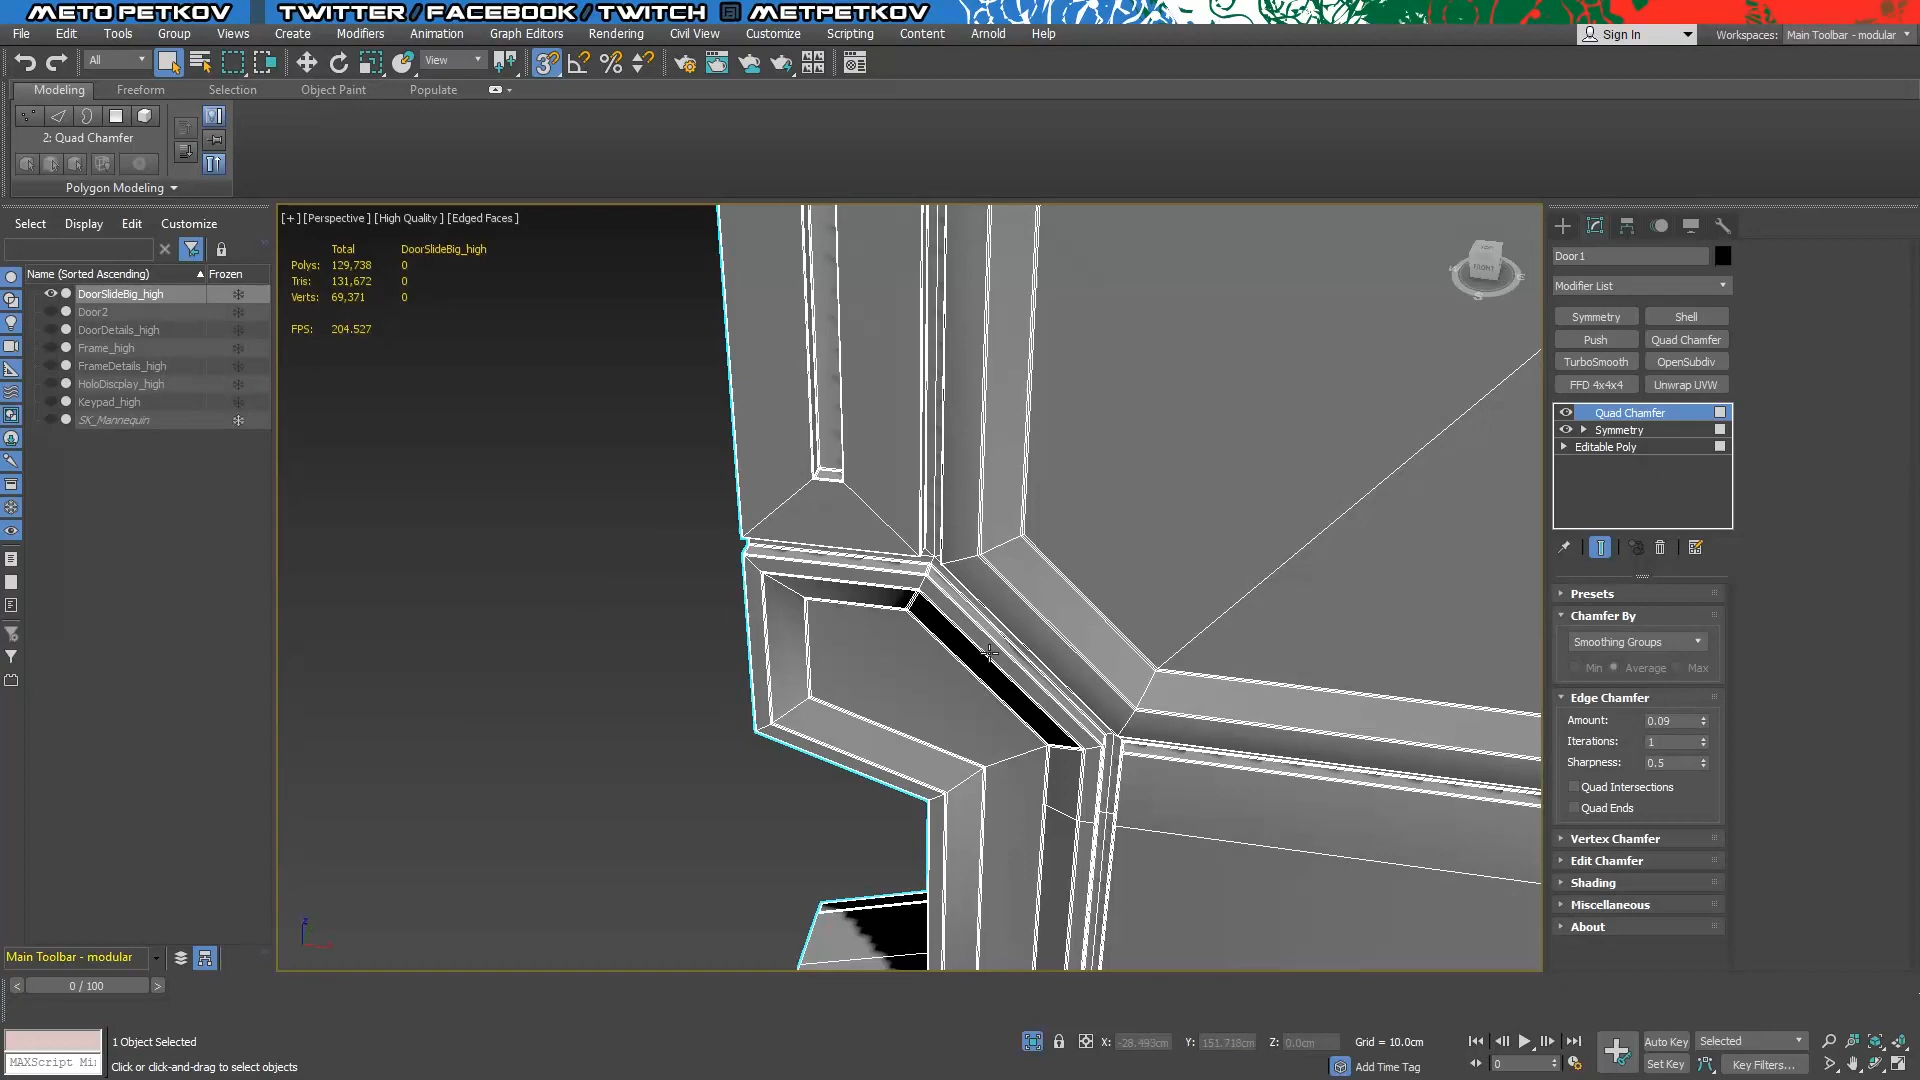 METO PETKOV
TWITTER/FACEBOOK/TWITCH @ METPETKOV
File Edit Tools Group Views Create Modifiers Animation Graph Editors Rendering Civil View Customize Scripting Content Arnold Help
Sign In
Workspaces: Main Toolbar - modular
All
View
Modeling Freeform Selection Object Paint Populate
2: Quad Chamfer
Polygon Modeling
Select Display Edit Customize
Name (Sorted Ascending) Frozen
DoorSlideBig_high
Door2
DoorDetails_high
Frame_high
FrameDetails_high
HoloDiscplay_high
Keypad_high
SK_Mannequin
[+] [Perspective ] [High Quality ] [Edged Faces ]
Total DoorSlideBig_high
Polys: 129,738 0
Tris: 131,672 0
Verts: 69,371 0
FPS: 204.527
FRONT
S
Door1
Modifier List
Symmetry Shell
Push Quad Chamfer
TurboSmooth OpenSubdiv
FFD 4x4x4 Unwrap UVW
Quad Chamfer
Symmetry
Editable Poly
Presets
Chamfer By
Smoothing Groups
Min Average Max
Edge Chamfer
Amount: 0.09
Iterations: 1
Sharpness: 0.5
Quad Intersections
Quad Ends
Vertex Chamfer
Edit Chamfer
Shading
Miscellaneous
About
Main Toolbar - modular
< 0 / 100 >
1 Object Selected
MAXScript Mi
Click or click-and-drag to select objects
X: -28.493cm Y: 151.718cm Z: 0.0cm Grid = 10.0cm
Add Time Tag
0
Auto Key Selected
Set Key Key Filters...